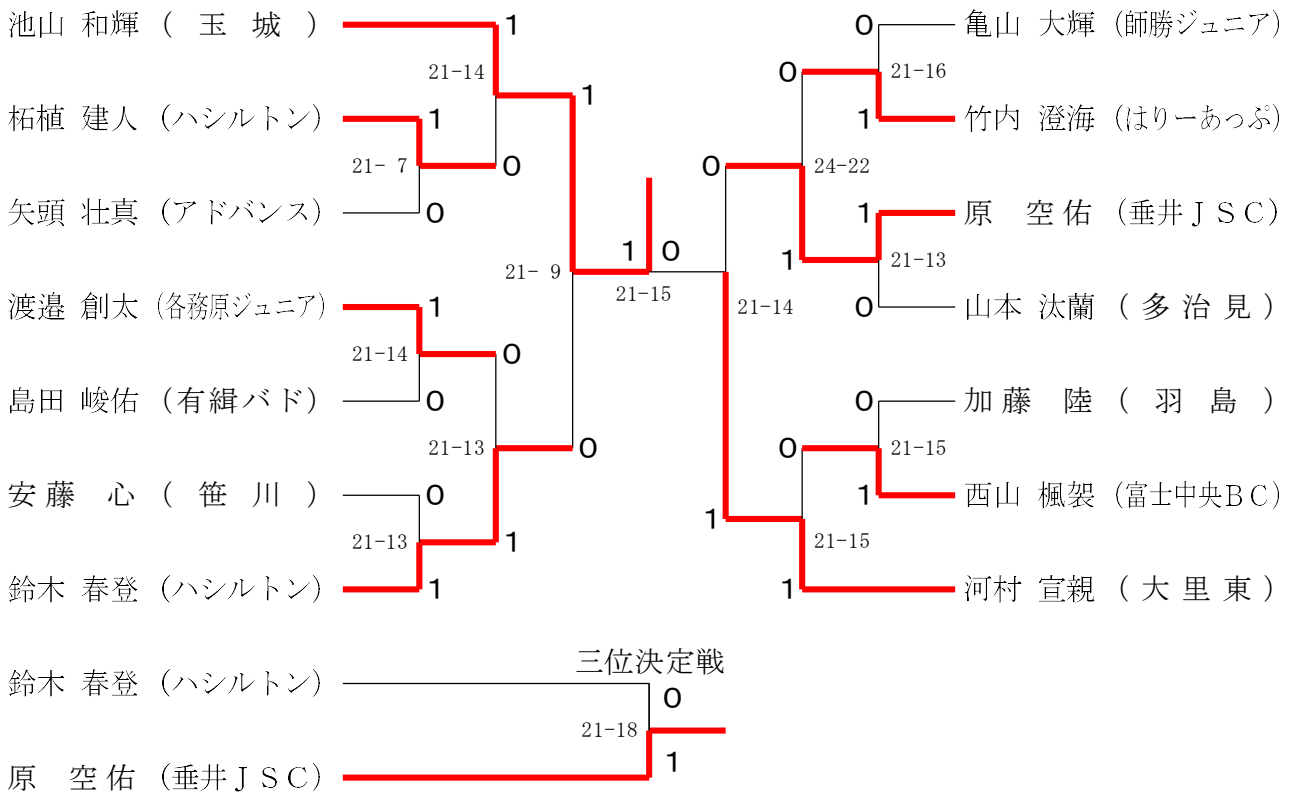 池山 和輝 ( 玉 城 )
1
21-14
1
柘植 建人 (ハシルトン)
1
21- 7
0
矢頭 壮真 (アドバンス)
0
21- 9
渡邉 創太 (各務原ジュニア)
1
21-14
0
島田 峻佑 (有緝バド)
0
21-13
0
安藤 心 ( 笹 川 )
0
21-13
1
鈴木 春登 (ハシルトン)
1
1 0
21-15
0
亀山 大輝 (師勝ジュニア)
0
21-16
1
竹内 澄海 (はりーあっぷ)
0
24-22
1
原 空佑 (垂井JSC)
1
21-13
0
山本 汰蘭 ( 多治見 )
21-14
0
加藤 陸 ( 羽 島 )
0
21-15
1
西山 楓袈 (富士中央BC)
1
21-15
1
河村 宣親 ( 大里東 )
三位決定戦
鈴木 春登 (ハシルトン)
0
21-18
1
原 空佑 (垂井JSC)